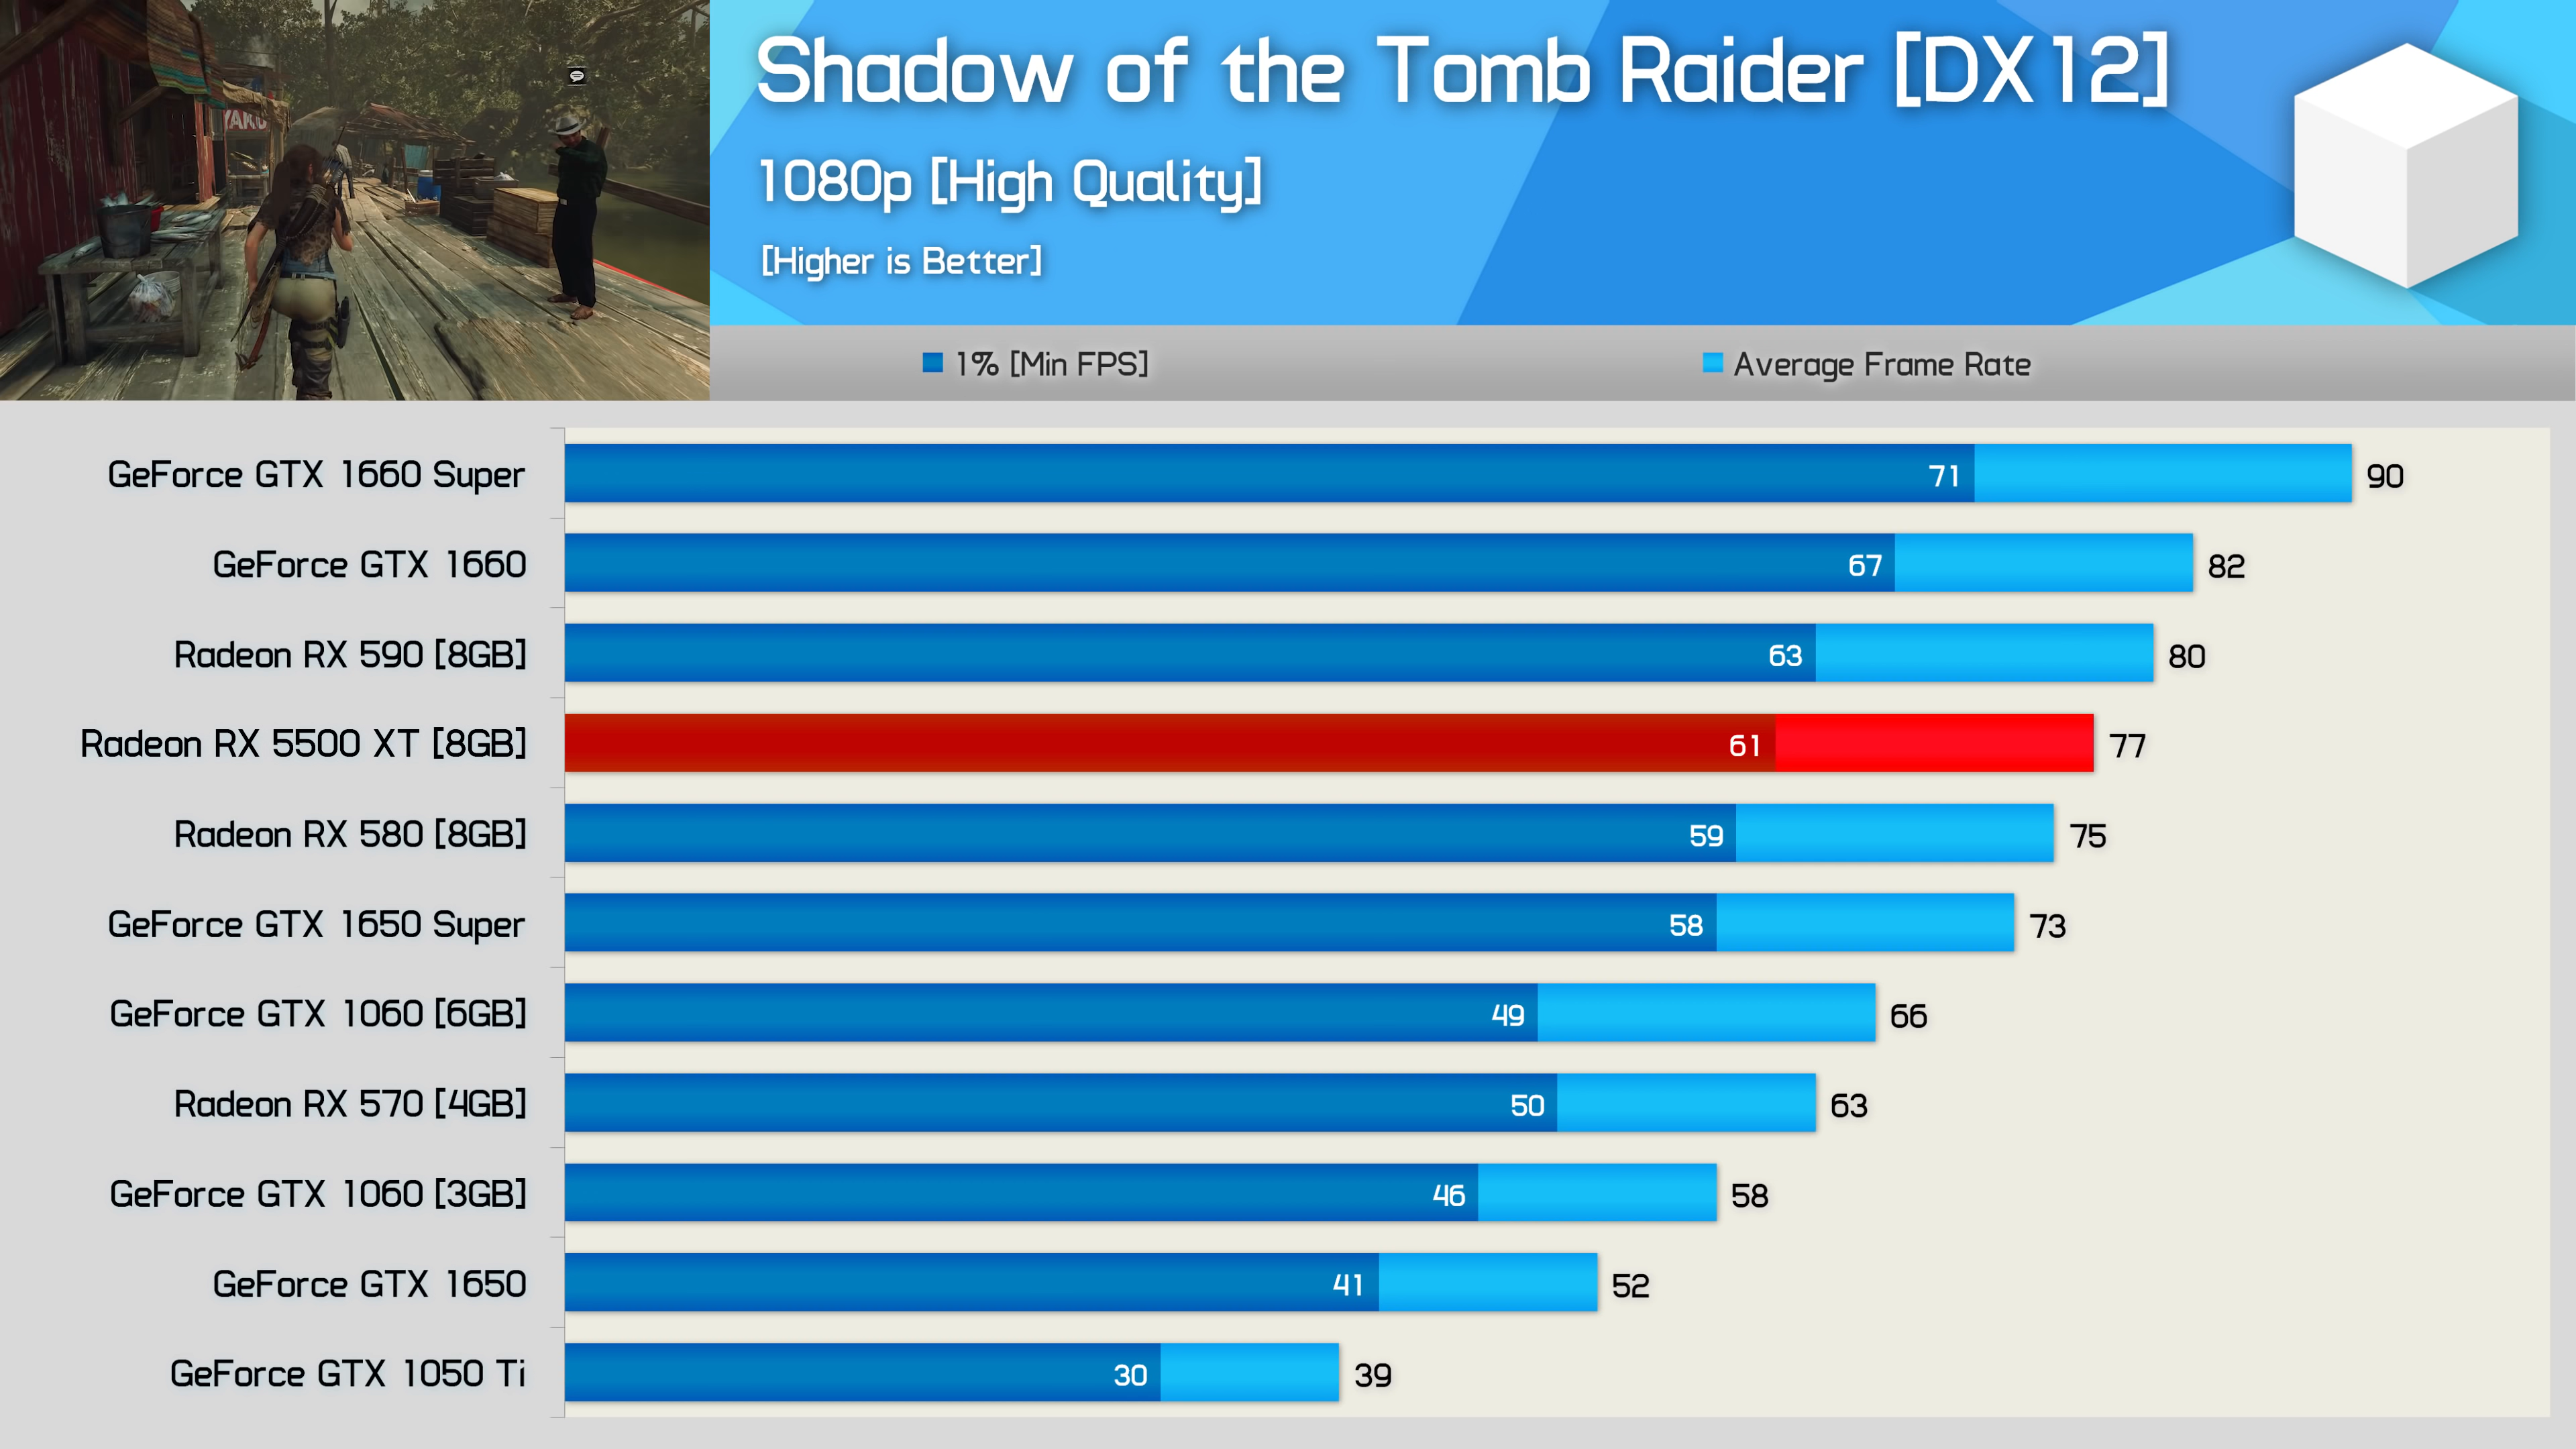 YAKU
Shadow of the Tomb Raider [DX12]
1080p [High Quality]
[Higher is Better]
1% [Min FPS] Average Frame Rate
GeForce GTX 1660 Super 71 90
GeForce GTX 1660 67 82
Radeon RX 590 [8GB] 63 80
Radeon RX 5500 XT [8GB] 61 77
Radeon RX 580 [8GB] 59 75
GeForce GTX 1650 Super 58 73
GeForce GTX 1060 [6GB] 49 66
Radeon RX 570 [4GB] 50 63
GeForce GTX 1060 [3GB] 46 58
GeForce GTX 1650 41 52
GeForce GTX 1050 Ti 30 39